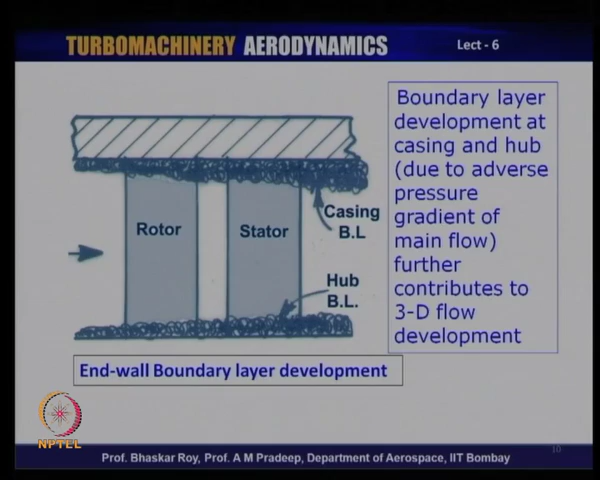 TURBOMACHINERY AERODYNAMICS
Lect - 6
Rotor
Stator
Casing
B.L
Hub
B.L.
Boundary layer
development at
casing and hub
(due to adverse
pressure
gradient of
main flow)
further
contributes to
3-D flow
development
End-wall Boundary layer development
NPTEL
Prof. Bhaskar Roy, Prof. A M Pradeep, Department of Aerospace, IIT Bombay
10